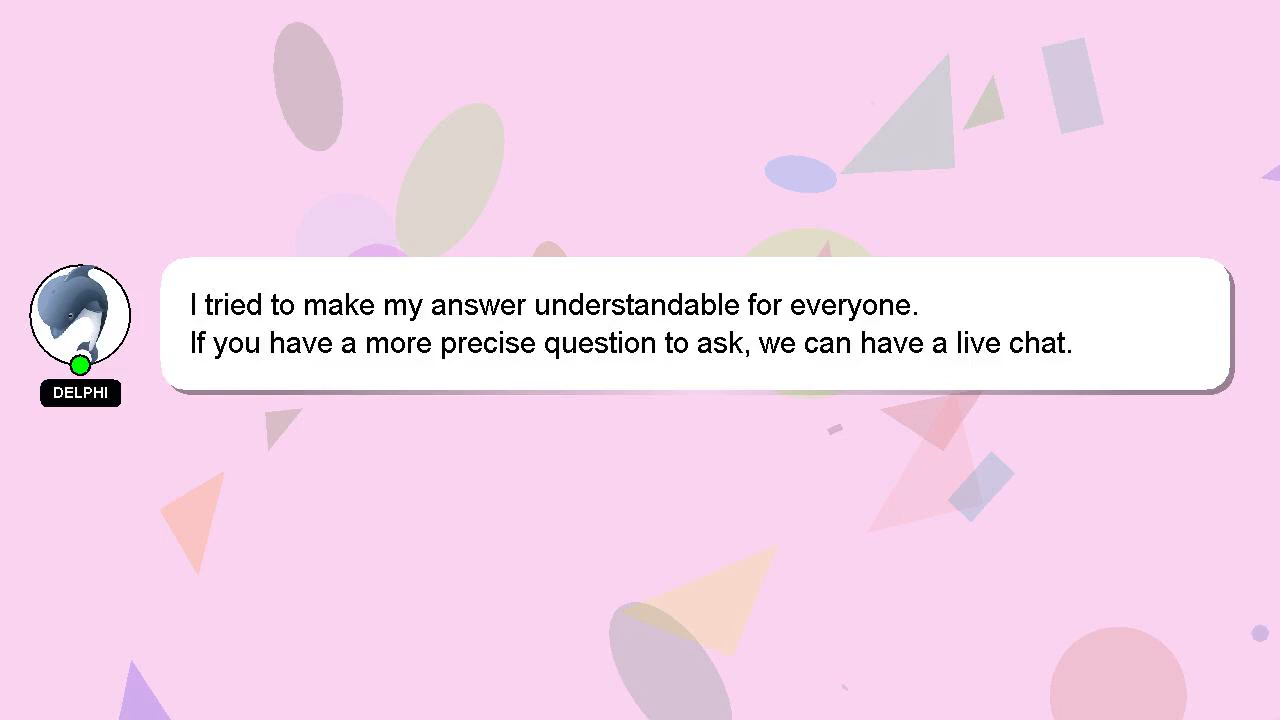 I tried to make my answer understandable for everyone.
If you have a more precise question to ask, we can have a live chat.
DELPHI